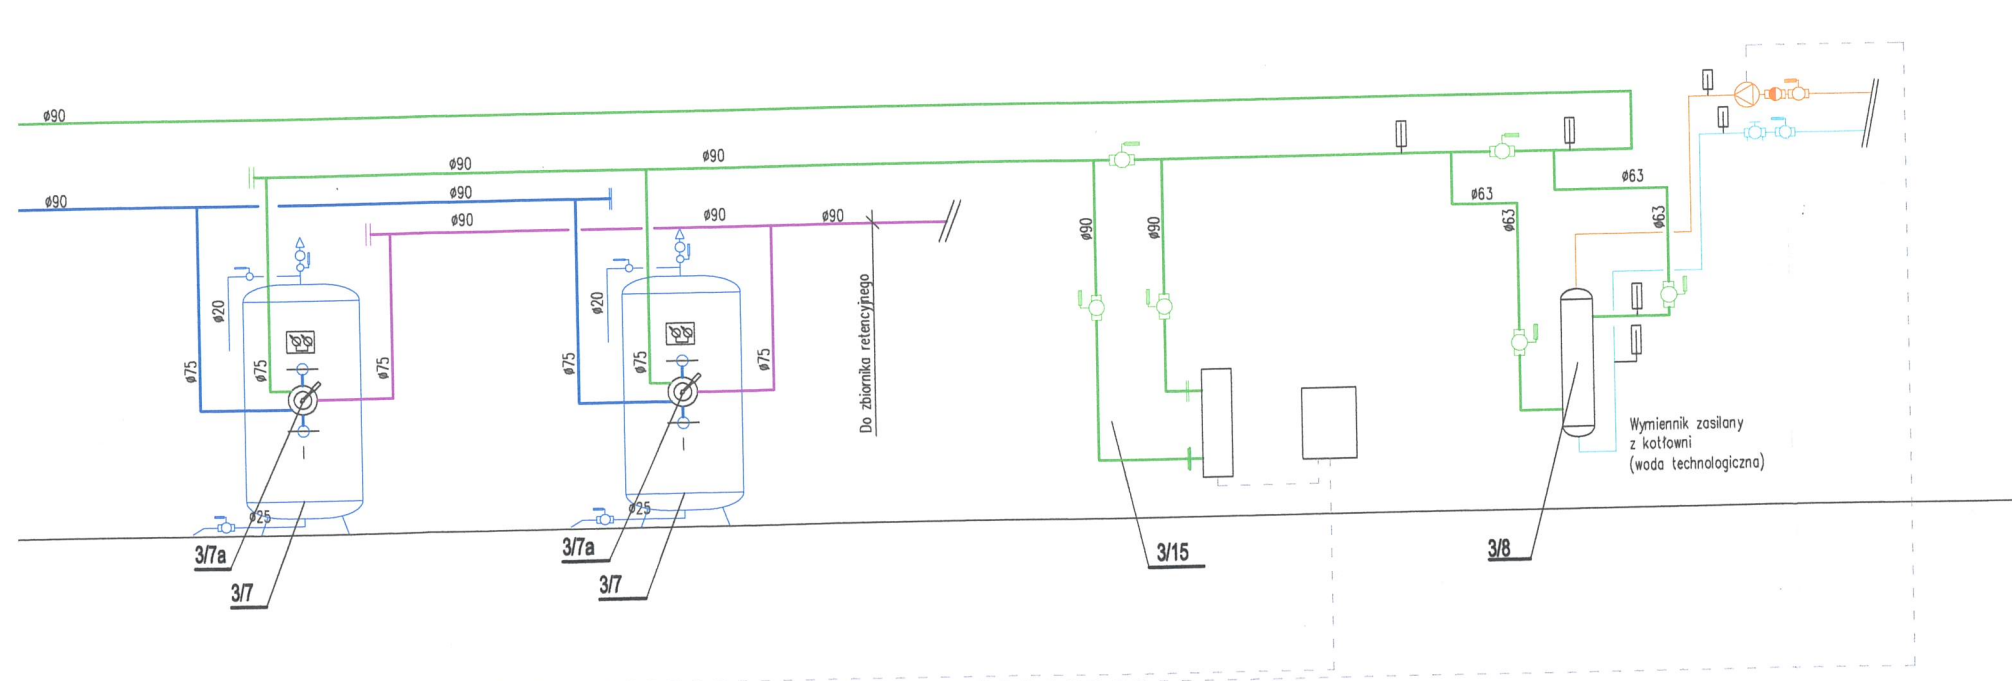 ø90
ø90
ø90
ø90
ø90
ø90
ø90
ø90
ø90
ø63
ø63
ø90
ø90
ø63
ø63
ø20
ø20
Do zbiornika retencyjnego
ø75
ø75
ø75
ø75
ø75
ø75
Wymiennik zasilany
z kotłowni
(woda technologiczna)
ø25
ø25
3/7a
3/7
3/7a
3/7
3/15
3/8